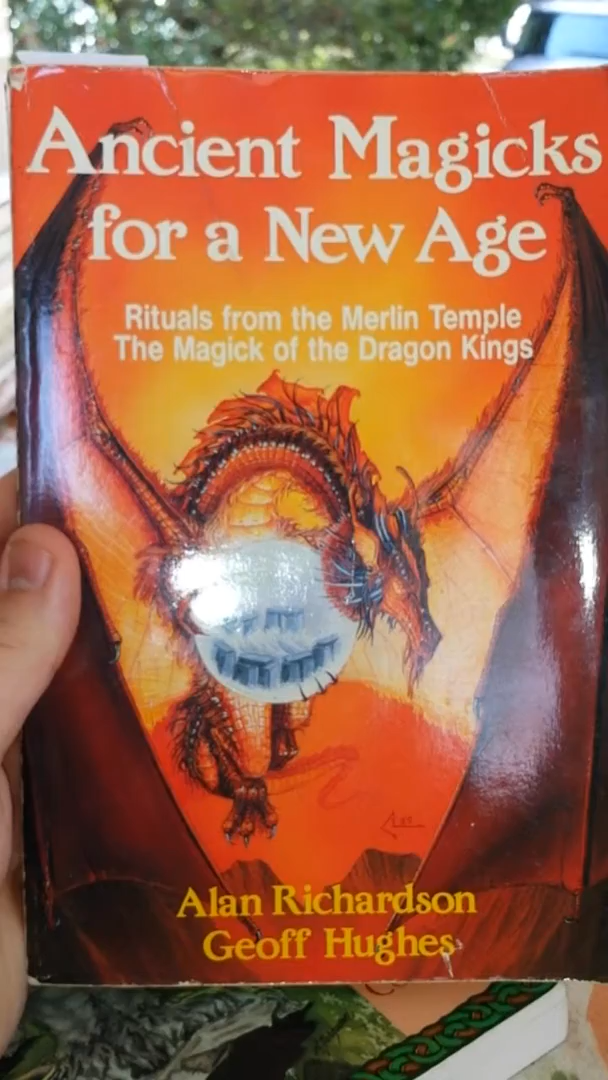 Ancient Magicks
for a New Age
Rituals from the Merlin Temple
The Magick of the Dragon Kings
Alan Richardson
Geoff Hughes